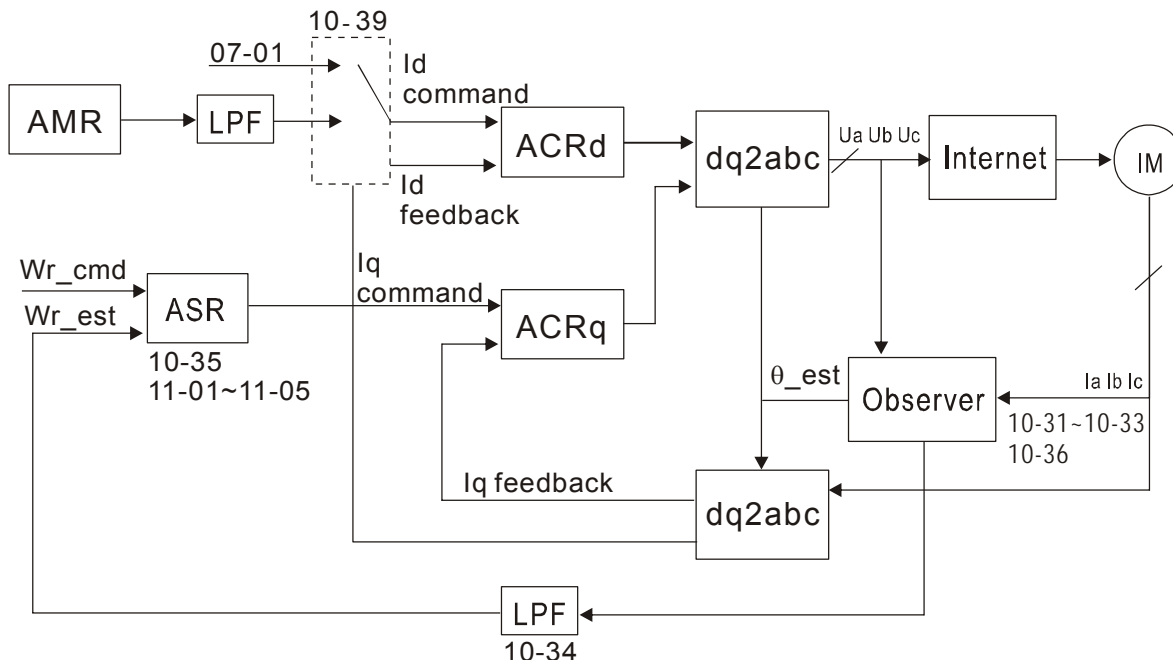 10-39
07-01
Id
command
AMR
LPF
ACRd
dq2abc
Ua Ub Uc
Internet
IM
Id
feedback
Wr_cmd
Iq
command
ASR
ACRq
Wr_est
10-35
11-01~11-05
θ_est
Observer
Ia Ib Ic
10-31~10-33
10-36
Iq feedback
dq2abc
LPF
10-34